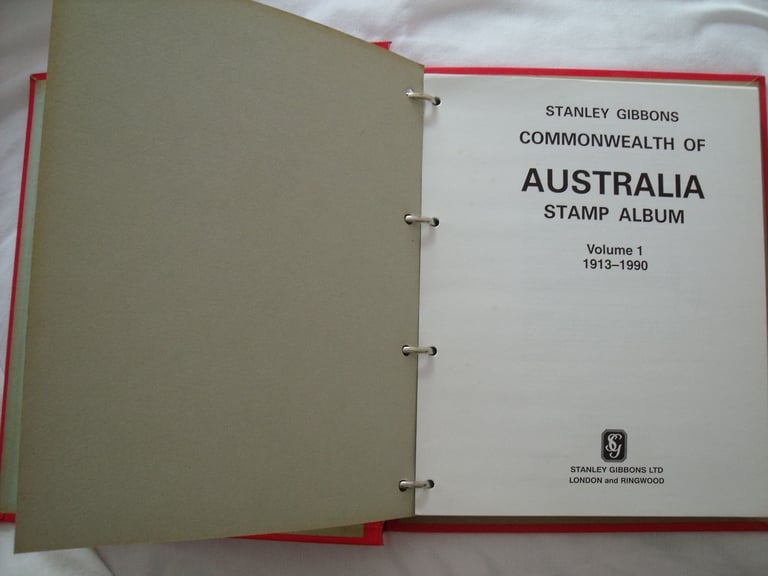 STANLEY GIBBONS
COMMONWEALTH OF
AUSTRALIA
STAMP ALBUM
Volume 1
1913–1990
SG
STANLEY GIBBONS LTD
LONDON and RINGWOOD